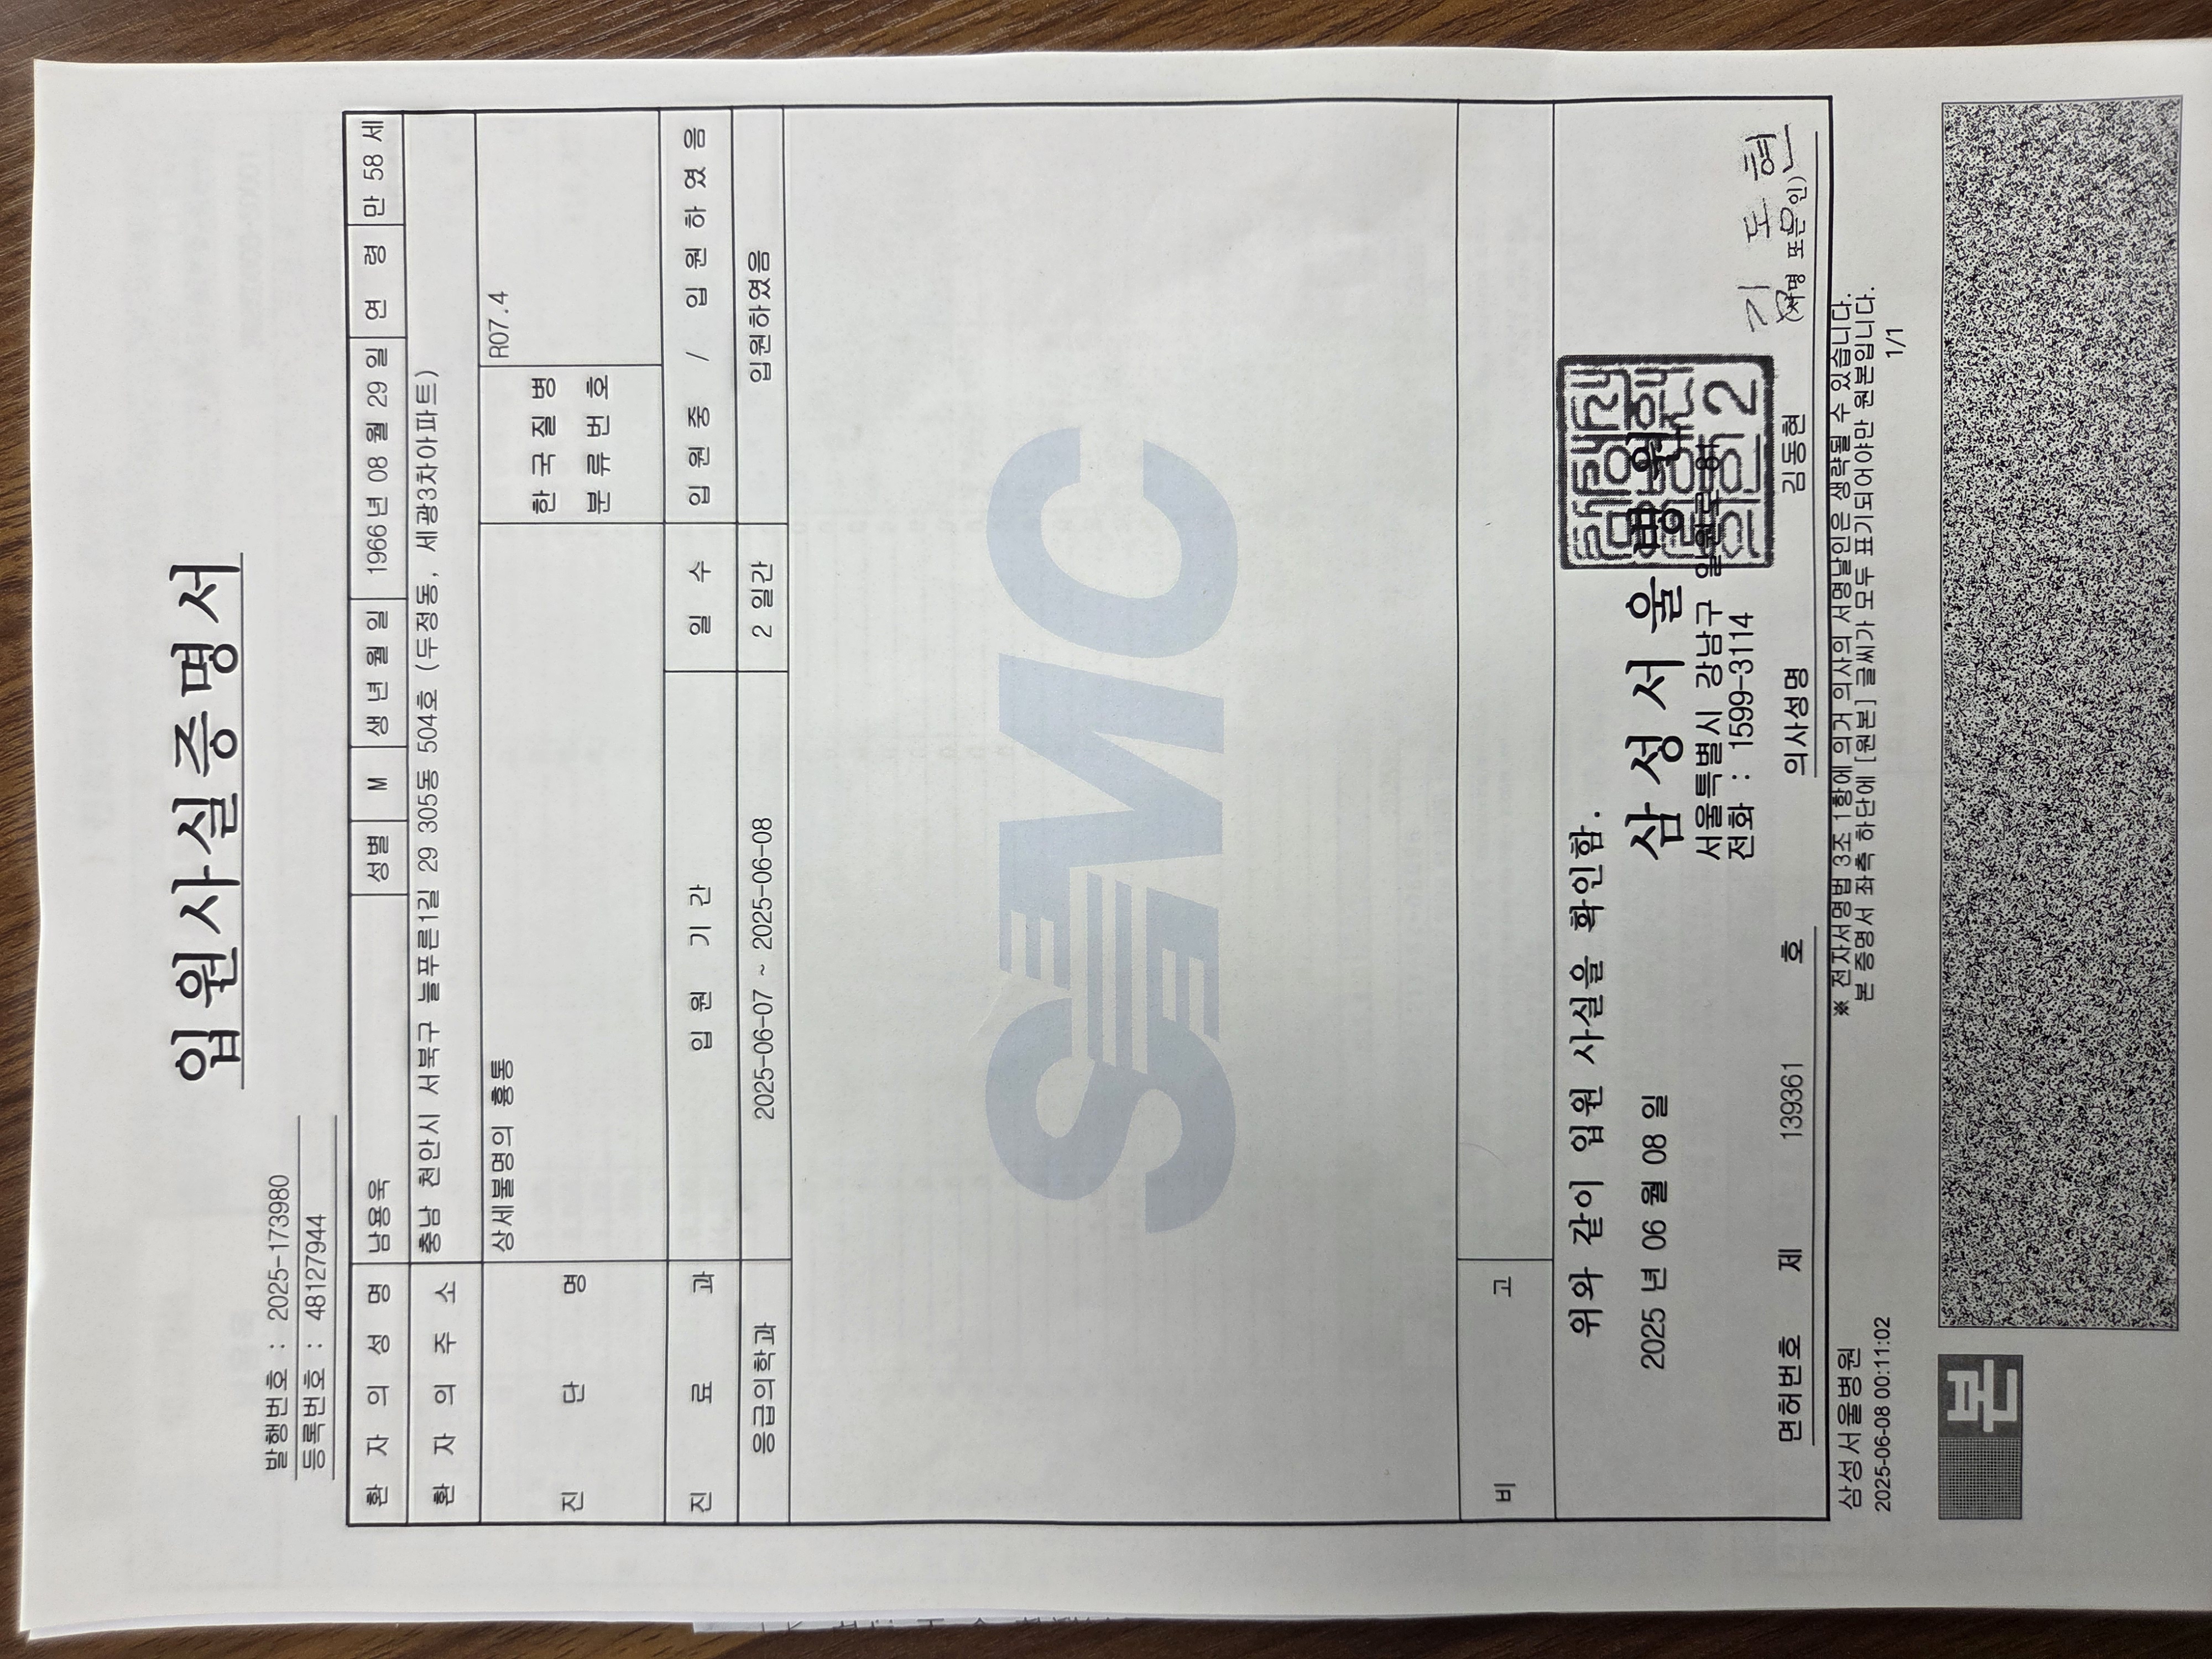 입원사실증명서
발행번호 : 2025-173980
등록번호 : 48127944
환 자 의 성 명 남용욱 성별 M 생년월일 1966년 08 월 29 일 연 령 만 58 세
환 자 의 주 소 충남 천안시 서북구 늘푸른1길 29 305동 504호 (두정동, 세광3차아파트)
진 단 명 상세불명의 흉통 한국질병 분류번호 R07.4
진 료 과 입 원 기 간 일 수 입 원 중 / 입 원 하 였 음
응급의학과 2025-06-07 ~ 2025-06-08 2 일간 입원하였음
SMC
비 고
위와 같이 입원 사실을 확인함.
2025 년 06 월 08 일
삼 성 서 울 병 원
서울특별시 강남구 일원로 81
전화 : 1599-3114
면허번호 제 139361 호 의사성명 김동현 (서명 또는 인)
※ 전자서명법 3조 1항에 의거 의사의 서명날인은 생략될 수 있습니다.
본 증명서 좌측 하단에 [원본] 글씨가 모두 표기되어야만 원본입니다.
삼성서울병원
2025-06-08 00:11:02
1/1
본